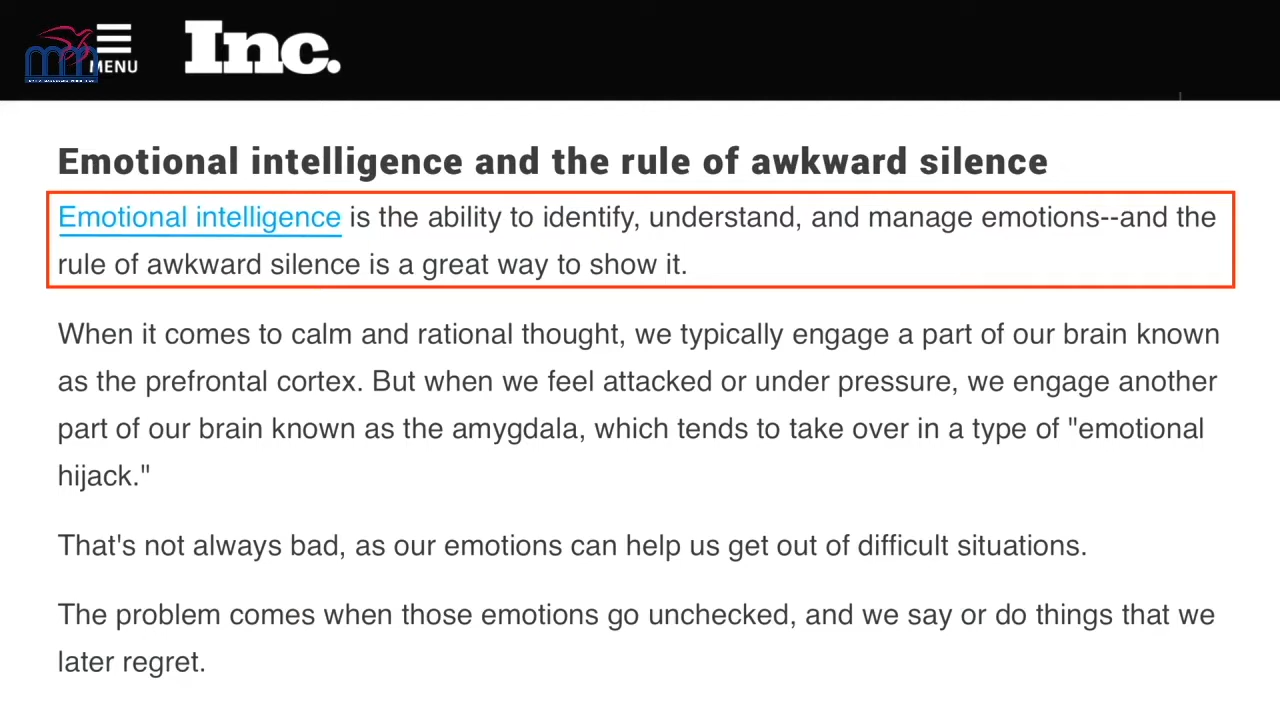 MENU
Inc.
Emotional intelligence and the rule of awkward silence
Emotional intelligence is the ability to identify, understand, and manage emotions--and the
rule of awkward silence is a great way to show it.
When it comes to calm and rational thought, we typically engage a part of our brain known
as the prefrontal cortex. But when we feel attacked or under pressure, we engage another
part of our brain known as the amygdala, which tends to take over in a type of "emotional
hijack."
That's not always bad, as our emotions can help us get out of difficult situations.
The problem comes when those emotions go unchecked, and we say or do things that we
later regret.